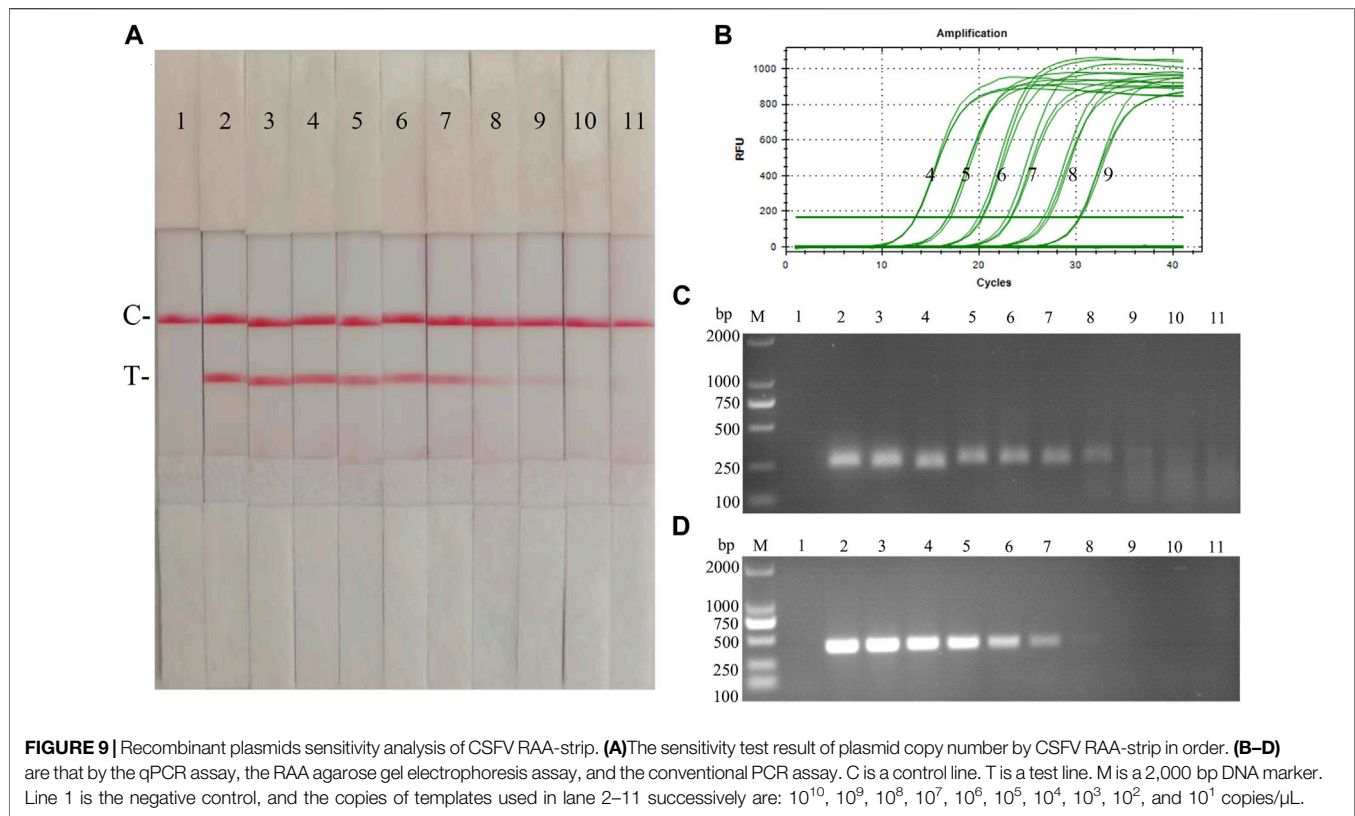 A
1 2 3 4 5 6 7 8 9 10 11
C-
T-
B
Amplification
RFU
1000
800
600
400
200
0
4 5 6 7 8 9
0 10 20 30 40
Cycles
C
bp M 1 2 3 4 5 6 7 8 9 10 11
2000
1000
750
500
250
100
D
bp M 1 2 3 4 5 6 7 8 9 10 11
2000
1000
750
500
250
100
FIGURE 9 | Recombinant plasmids sensitivity analysis of CSFV RAA-strip. (A)The sensitivity test result of plasmid copy number by CSFV RAA-strip in order. (B–D)
are that by the qPCR assay, the RAA agarose gel electrophoresis assay, and the conventional PCR assay. C is a control line. T is a test line. M is a 2,000 bp DNA marker.
Line 1 is the negative control, and the copies of templates used in lane 2–11 successively are: 10¹⁰, 10⁹, 10⁸, 10⁷, 10⁶, 10⁵, 10⁴, 10³, 10², and 10¹ copies/μL.